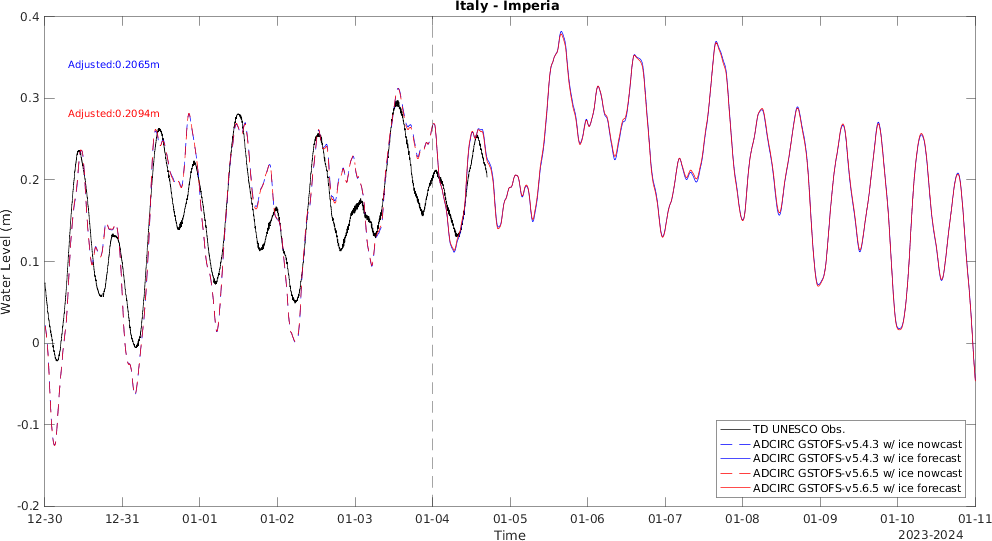 Italy - Imperia
0.4
0.3
0.2
0.1
0
-0.1
-0.2
Water Level (m)
Adjusted:0.2065m
Adjusted:0.2094m
TD UNESCO Obs.
ADCIRC GSTOFS-v5.4.3 w/ ice nowcast
ADCIRC GSTOFS-v5.4.3 w/ ice forecast
ADCIRC GSTOFS-v5.6.5 w/ ice nowcast
ADCIRC GSTOFS-v5.6.5 w/ ice forecast
12-30 12-31 01-01 01-02 01-03 01-04 01-05 01-06 01-07 01-08 01-09 01-10 01-11
Time
2023-2024